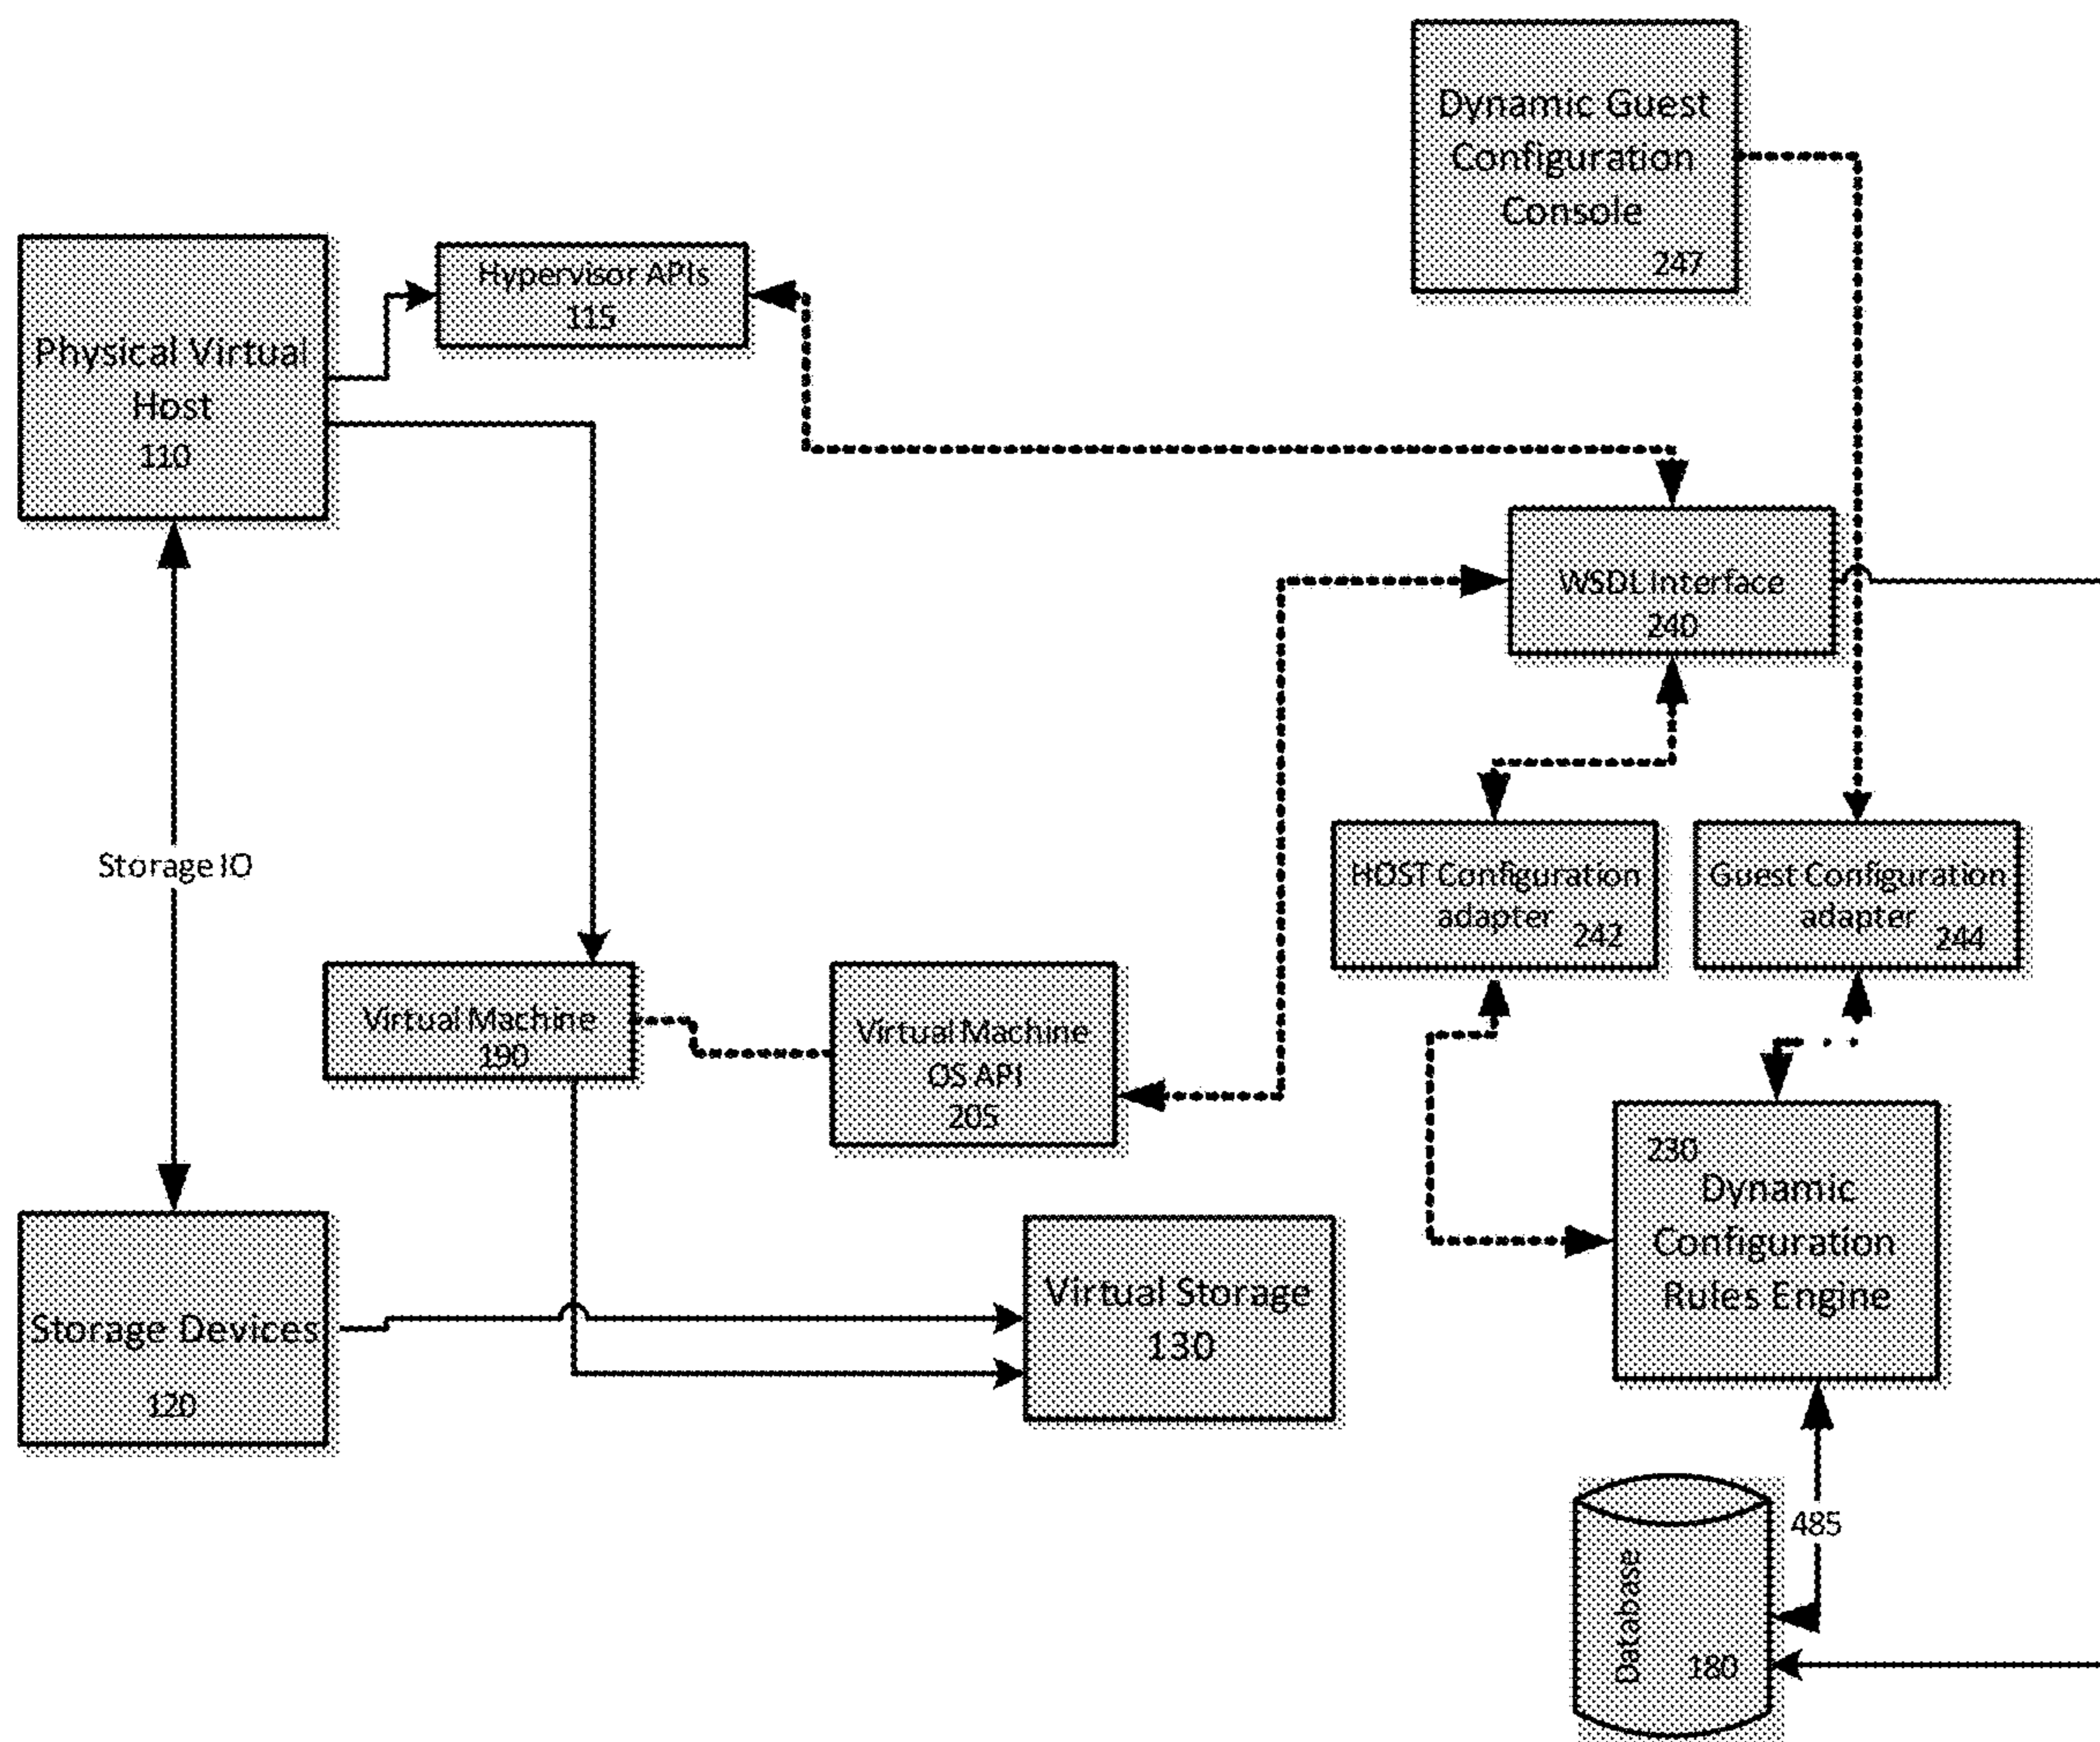 Dynamic Guest
Configuration
Console
247
Hypervisor APIs
115
Physical Virtual
Host
110
WSDL Interface
240
Storage IO
HOST Configuration
adapter
242
Guest Configuration
adapter
244
Virtual Machine
190
Virtual Machine
OS API
205
230
Dynamic
Configuration
Rules Engine
Virtual Storage
130
Storage Devices
120
485
Database
180